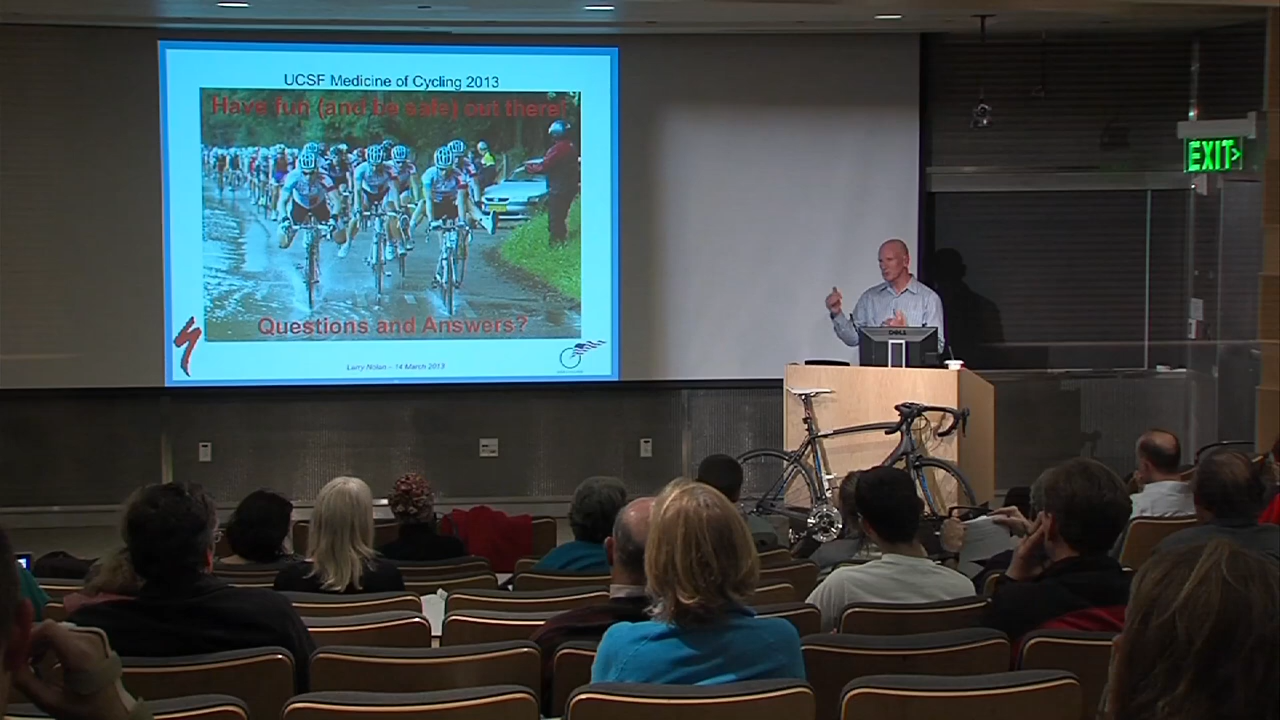 UCSF Medicine of Cycling 2013
Have fun (and be safe) out there!
Questions and Answers?
Larry Nolan - 14 March 2013
EXIT
DELL